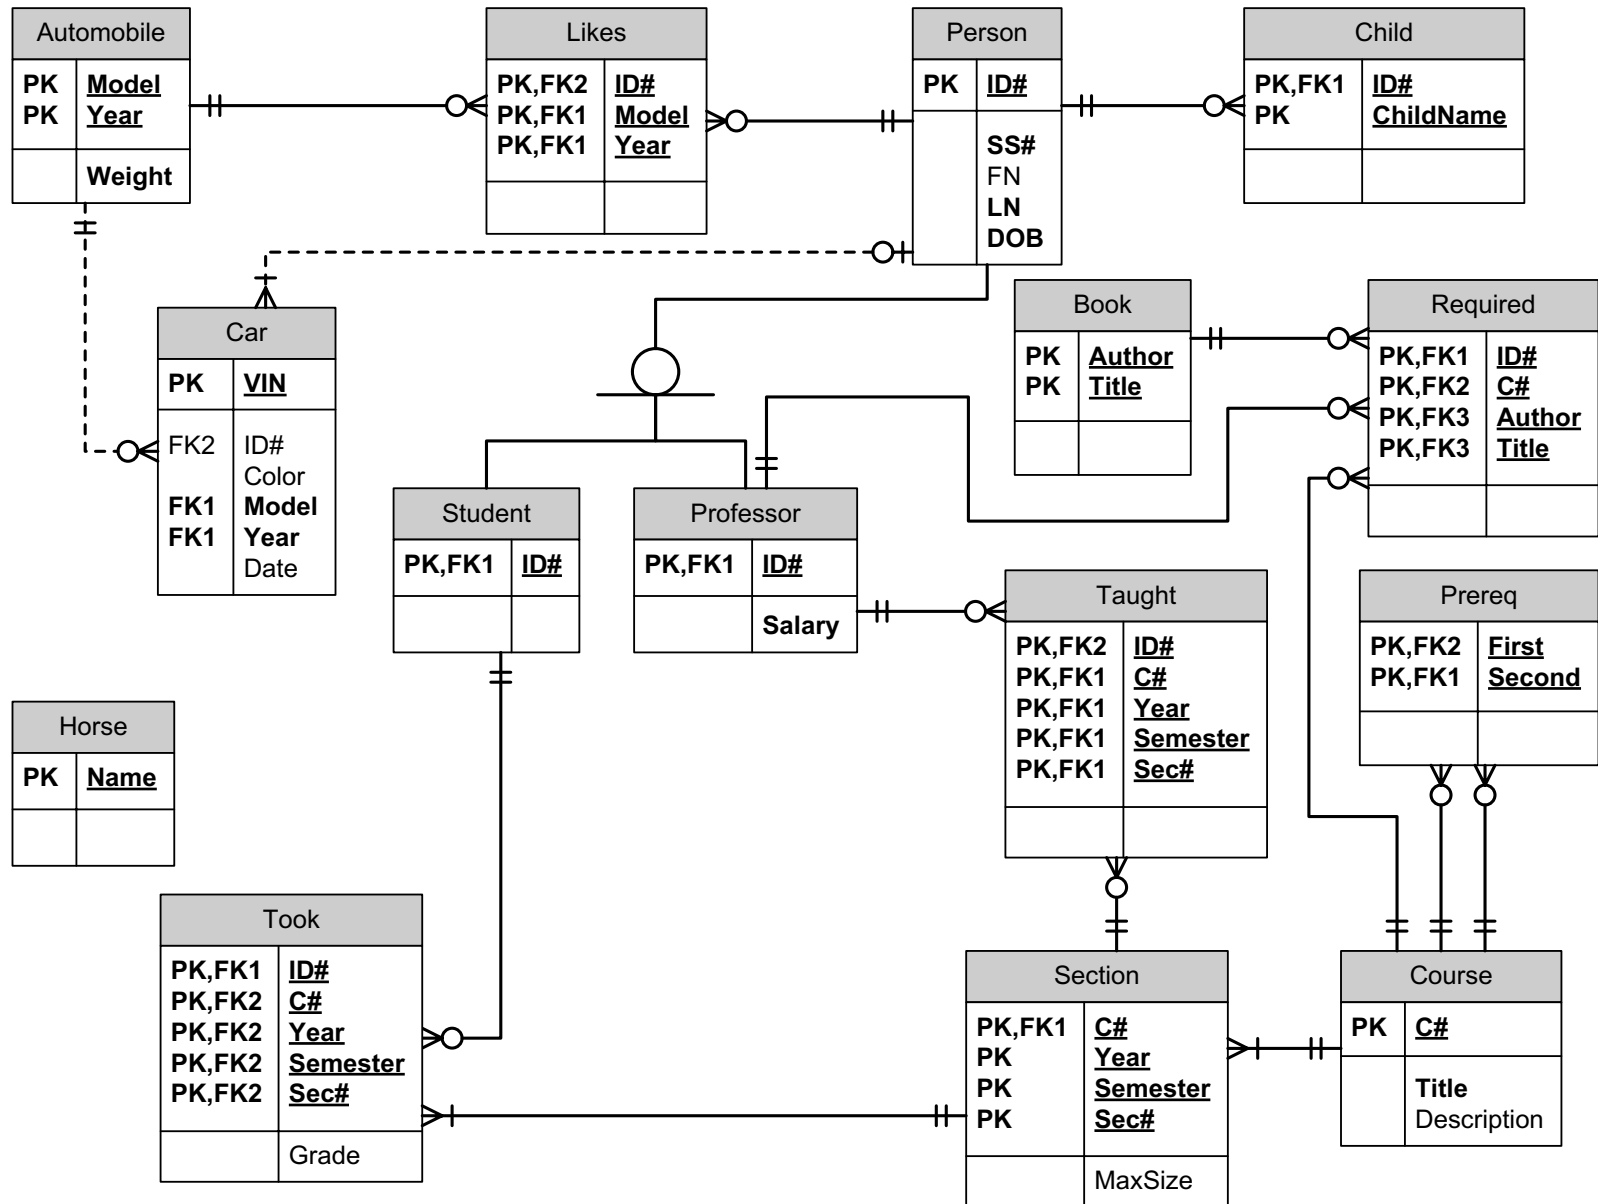 Automobile
PK Model
PK Year
Weight
Likes
PK,FK2 ID#
PK,FK1 Model
PK,FK1 Year
Person
PK ID#
SS#
FN
LN
DOB
Child
PK,FK1 ID#
PK ChildName
Car
PK VIN
FK2 ID#
Color
FK1 Model
FK1 Year
Date
Book
PK Author
PK Title
Required
PK,FK1 ID#
PK,FK2 C#
PK,FK3 Author
PK,FK3 Title
Student
PK,FK1 ID#
Professor
PK,FK1 ID#
Salary
Taught
PK,FK2 ID#
PK,FK1 C#
PK,FK1 Year
PK,FK1 Semester
PK,FK1 Sec#
Prereq
PK,FK2 First
PK,FK1 Second
Horse
PK Name
Took
PK,FK1 ID#
PK,FK2 C#
PK,FK2 Year
PK,FK2 Semester
PK,FK2 Sec#
Grade
Section
PK,FK1 C#
PK Year
PK Semester
PK Sec#
MaxSize
Course
PK C#
Title
Description